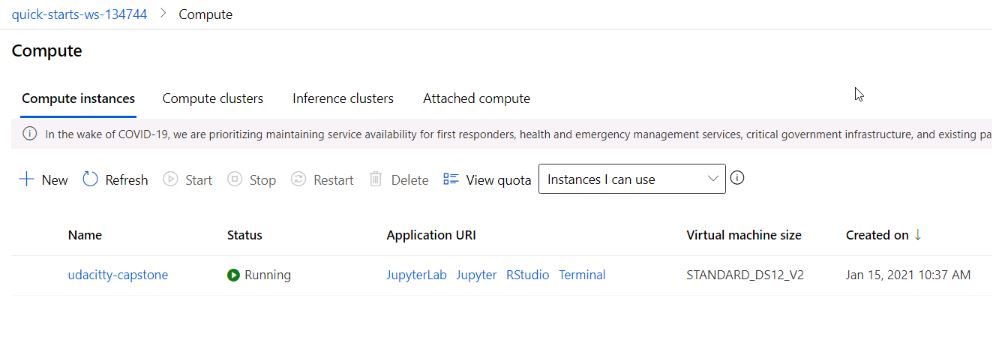 quick-starts-ws-134744 > Compute
Compute
Compute instances Compute clusters Inference clusters Attached compute
In the wake of COVID-19, we are prioritizing maintaining service availability for first responders, health and emergency management services, critical government infrastructure, and existing pa
New Refresh Start Stop Restart Delete View quota Instances I can use
Name Status Application URI Virtual machine size Created on ↓
udacitty-capstone Running JupyterLab Jupyter RStudio Terminal STANDARD_DS12_V2 Jan 15, 2021 10:37 AM